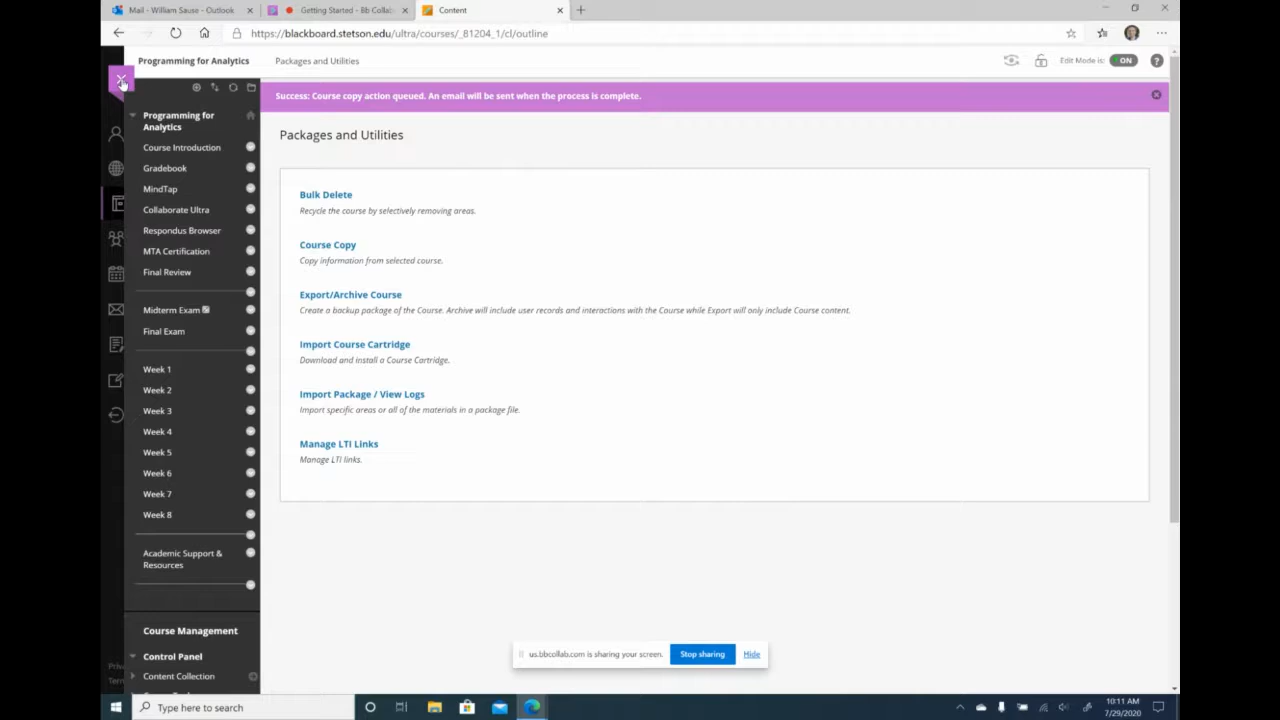 Mail - William Sause - Outlook
Getting Started - Bb Collab
Content
https://blackboard.stetson.edu/ultra/courses/_81204_1/cl/outline
Programming for Analytics
Packages and Utilities
Edit Mode is:
ON
?
Success: Course copy action queued. An email will be sent when the process is complete.
Programming for
Analytics
Course Introduction
Gradebook
MindTap
Collaborate Ultra
Respondus Browser
MTA Certification
Final Review
Midterm Exam
Final Exam
Week 1
Week 2
Week 3
Week 4
Week 5
Week 6
Week 7
Week 8
Academic Support &
Resources
Course Management
Control Panel
Content Collection
Packages and Utilities
Bulk Delete
Recycle the course by selectively removing areas.
Course Copy
Copy information from selected course.
Export/Archive Course
Create a backup package of the Course. Archive will include user records and interactions with the Course while Export will only include Course content.
Import Course Cartridge
Download and install a Course Cartridge.
Import Package / View Logs
Import specific areas or all of the materials in a package file.
Manage LTI Links
Manage LTI links.
us.bbcollab.com is sharing your screen.
Stop sharing
Hide
Type here to search
10:11 AM
7/29/2020